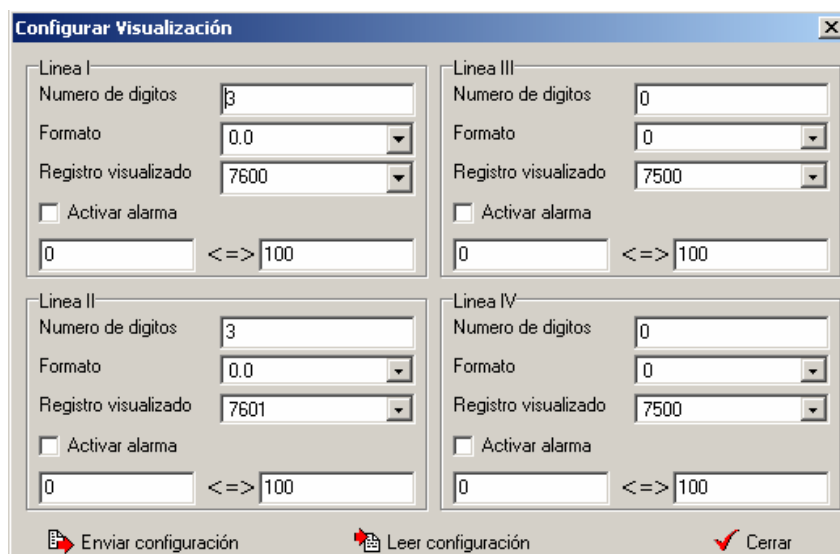 Configurar Visualización
Linea I
Numero de digitos 3
Formato 0.0
Registro visualizado 7600
Activar alarma
0 <=> 100
Linea III
Numero de digitos 0
Formato 0
Registro visualizado 7500
Activar alarma
0 <=> 100
Linea II
Numero de digitos 3
Formato 0.0
Registro visualizado 7601
Activar alarma
0 <=> 100
Linea IV
Numero de digitos 0
Formato 0
Registro visualizado 7500
Activar alarma
0 <=> 100
Enviar configuración Leer configuración Cerrar